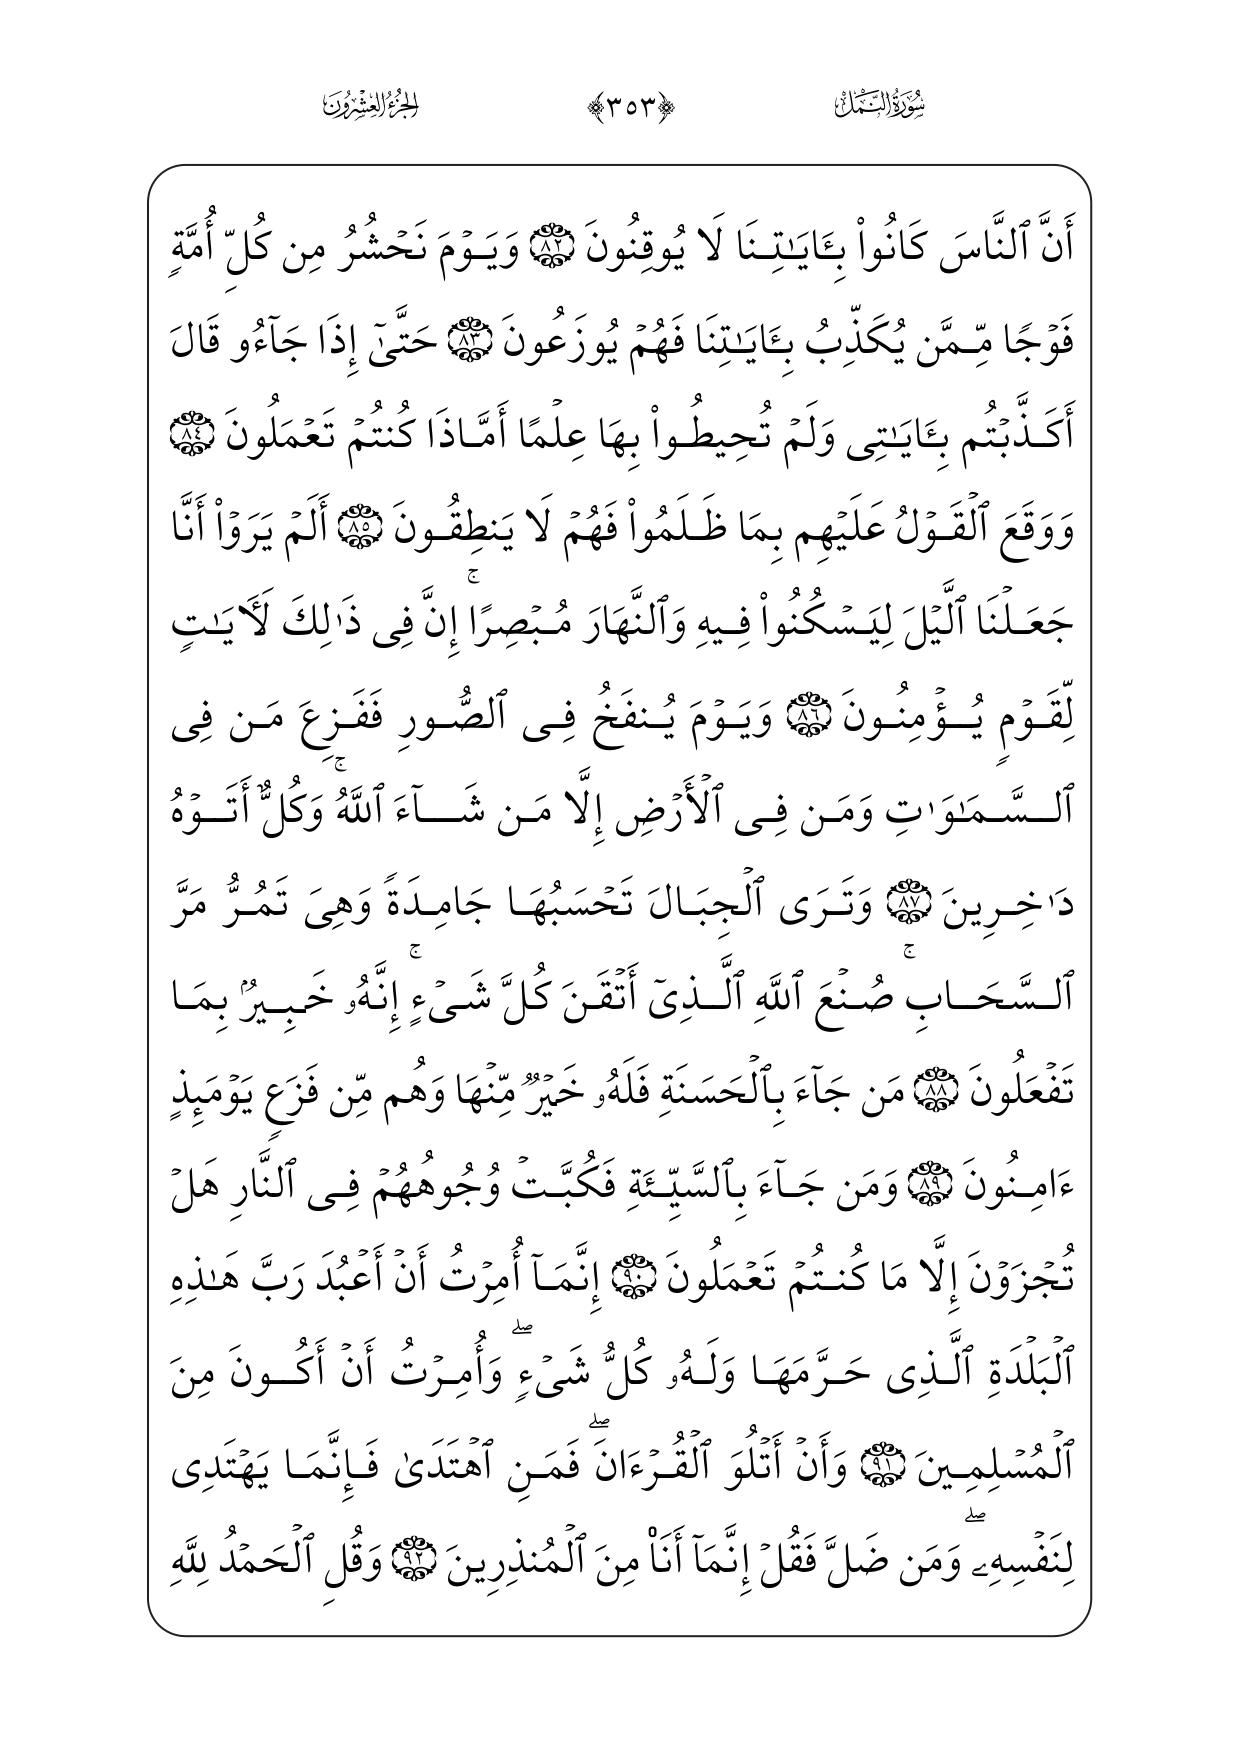 سُورَةُ النَّمْلِ ﴿٣٥٣﴾ الجُزْءُ العِشْرُونَ
أَنَّ ٱلنَّاسَ كَانُواْ بِـَٔايَٰتِنَا لَا يُوقِنُونَ ٨٢ وَيَوۡمَ نَحۡشُرُ مِن كُلِّ أُمَّةٖ
فَوۡجٗا مِّمَّن يُكَذِّبُ بِـَٔايَٰتِنَا فَهُمۡ يُوزَعُونَ ٨٣ حَتَّىٰٓ إِذَا جَآءُو قَالَ
أَكَذَّبۡتُم بِـَٔايَٰتِي وَلَمۡ تُحِيطُواْ بِهَا عِلۡمًا أَمَّاذَا كُنتُمۡ تَعۡمَلُونَ ٨٤
وَوَقَعَ ٱلۡقَوۡلُ عَلَيۡهِم بِمَا ظَلَمُواْ فَهُمۡ لَا يَنطِقُونَ ٨٥ أَلَمۡ يَرَوۡاْ أَنَّا
جَعَلۡنَا ٱلَّيۡلَ لِيَسۡكُنُواْ فِيهِ وَٱلنَّهَارَ مُبۡصِرًاۚ إِنَّ فِي ذَٰلِكَ لَأٓيَٰتٖ
لِّقَوۡمٖ يُؤۡمِنُونَ ٨٦ وَيَوۡمَ يُنفَخُ فِي ٱلصُّورِ فَفَزِعَ مَن فِي
ٱلسَّمَٰوَٰتِ وَمَن فِي ٱلۡأَرۡضِ إِلَّا مَن شَآءَ ٱللَّهُۚ وَكُلٌّ أَتَوۡهُ
دَٰخِرِينَ ٨٧ وَتَرَى ٱلۡجِبَالَ تَحۡسَبُهَا جَامِدَةٗ وَهِيَ تَمُرُّ مَرَّ
ٱلسَّحَابِۚ صُنۡعَ ٱللَّهِ ٱلَّذِيٓ أَتۡقَنَ كُلَّ شَيۡءٍۚ إِنَّهُۥ خَبِيرُۢ بِمَا
تَفۡعَلُونَ ٨٨ مَن جَآءَ بِٱلۡحَسَنَةِ فَلَهُۥ خَيۡرٞ مِّنۡهَا وَهُم مِّن فَزَعٖ يَوۡمَئِذٍ
ءَامِنُونَ ٨٩ وَمَن جَآءَ بِٱلسَّيِّئَةِ فَكُبَّتۡ وُجُوهُهُمۡ فِي ٱلنَّارِ هَلۡ
تُجۡزَوۡنَ إِلَّا مَا كُنتُمۡ تَعۡمَلُونَ ٩٠ إِنَّمَآ أُمِرۡتُ أَنۡ أَعۡبُدَ رَبَّ هَٰذِهِ
ٱلۡبَلۡدَةِ ٱلَّذِي حَرَّمَهَا وَلَهُۥ كُلُّ شَيۡءٖۖ وَأُمِرۡتُ أَنۡ أَكُونَ مِنَ
ٱلۡمُسۡلِمِينَ ٩١ وَأَنۡ أَتۡلُوَ ٱلۡقُرۡءَانَۖ فَمَنِ ٱهۡتَدَىٰ فَإِنَّمَا يَهۡتَدِي
لِنَفۡسِهِۦۖ وَمَن ضَلَّ فَقُلۡ إِنَّمَآ أَنَا۠ مِنَ ٱلۡمُنذِرِينَ ٩٢ وَقُلِ ٱلۡحَمۡدُ لِلَّهِ